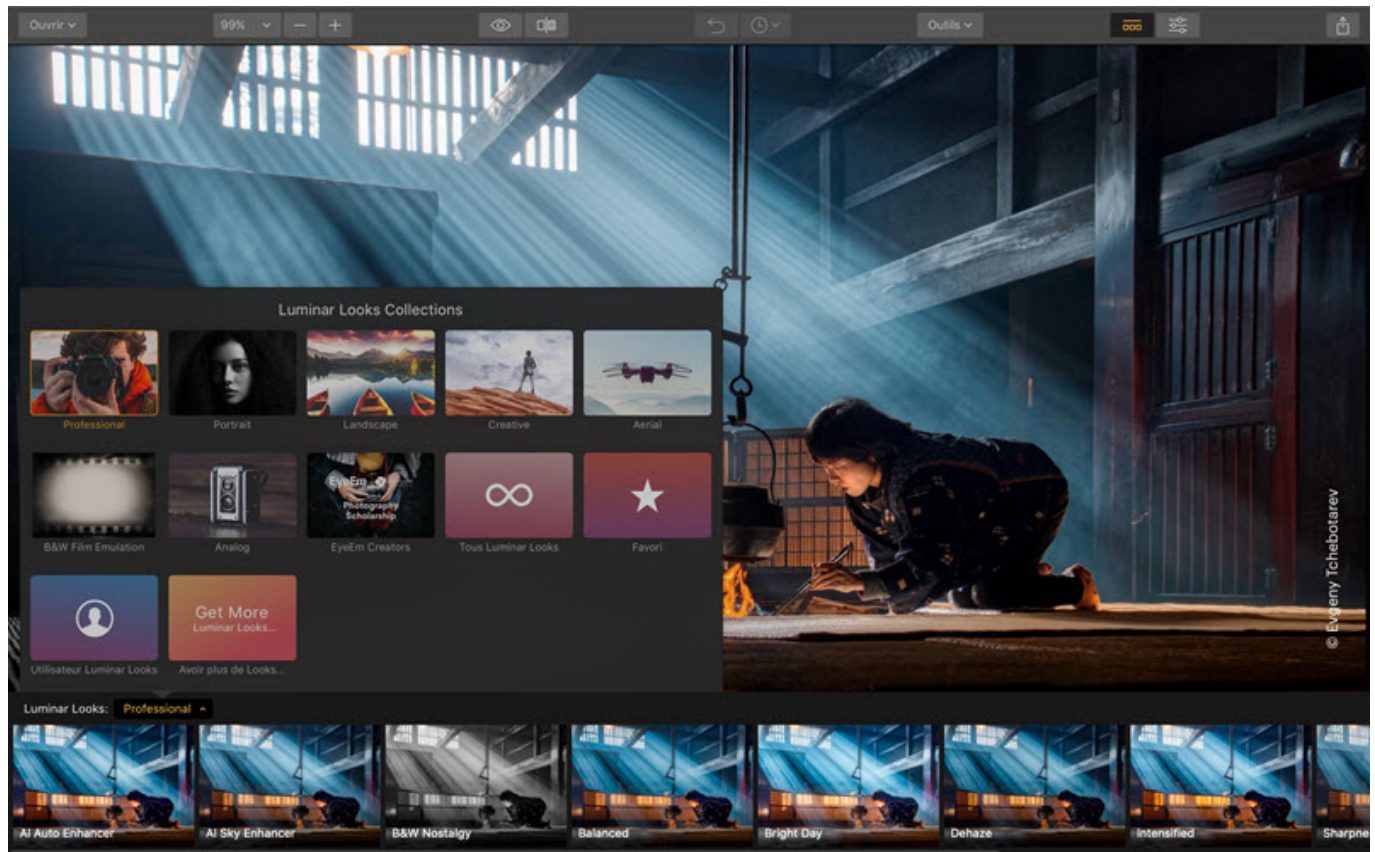 Ouvrir
99%
Outils
Luminar Looks Collections
Professional
Portrait
Landscape
Creative
Aerial
EyeEm
Photography
Scholarship
B&W Film Emulation
Analog
EyeEm Creators
Tous Luminar Looks
Favori
Get More
Luminar Looks...
Utilisateur Luminar Looks
Avoir plus de Looks...
© Evgeny Tchebotarev
Luminar Looks: Professional
AI Auto Enhancer
AI Sky Enhancer
B&W Nostalgy
Balanced
Bright Day
Dehaze
Intensified
Sharpne